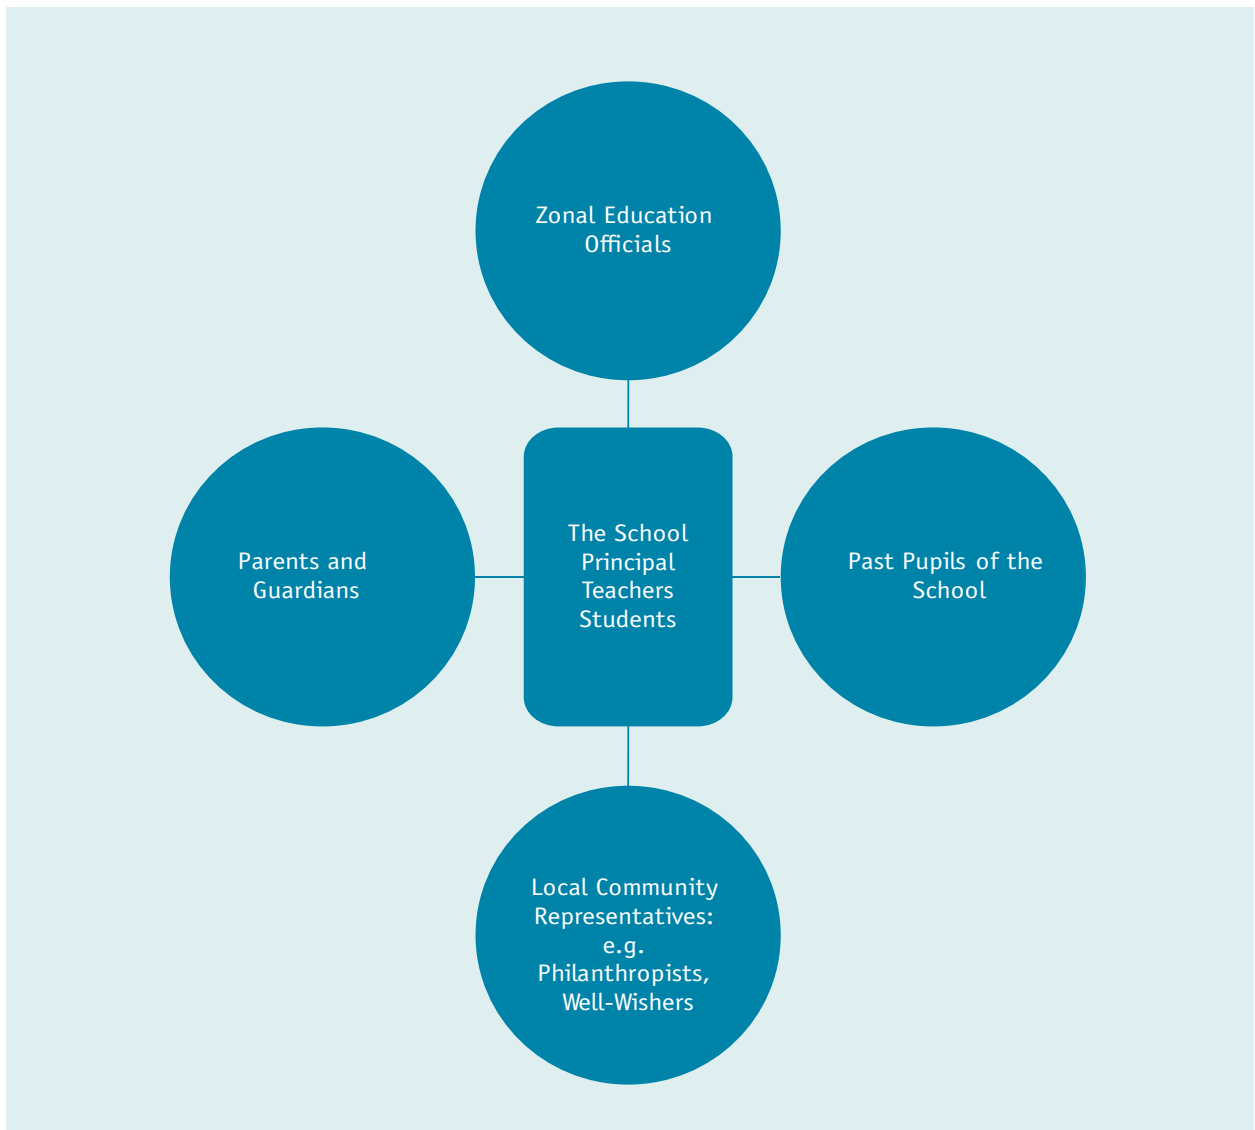 Zonal Education
Officials
Parents and
Guardians
The School
Principal
Teachers
Students
Past Pupils of the
School
Local Community
Representatives:
e.g.
Philanthropists,
Well-Wishers